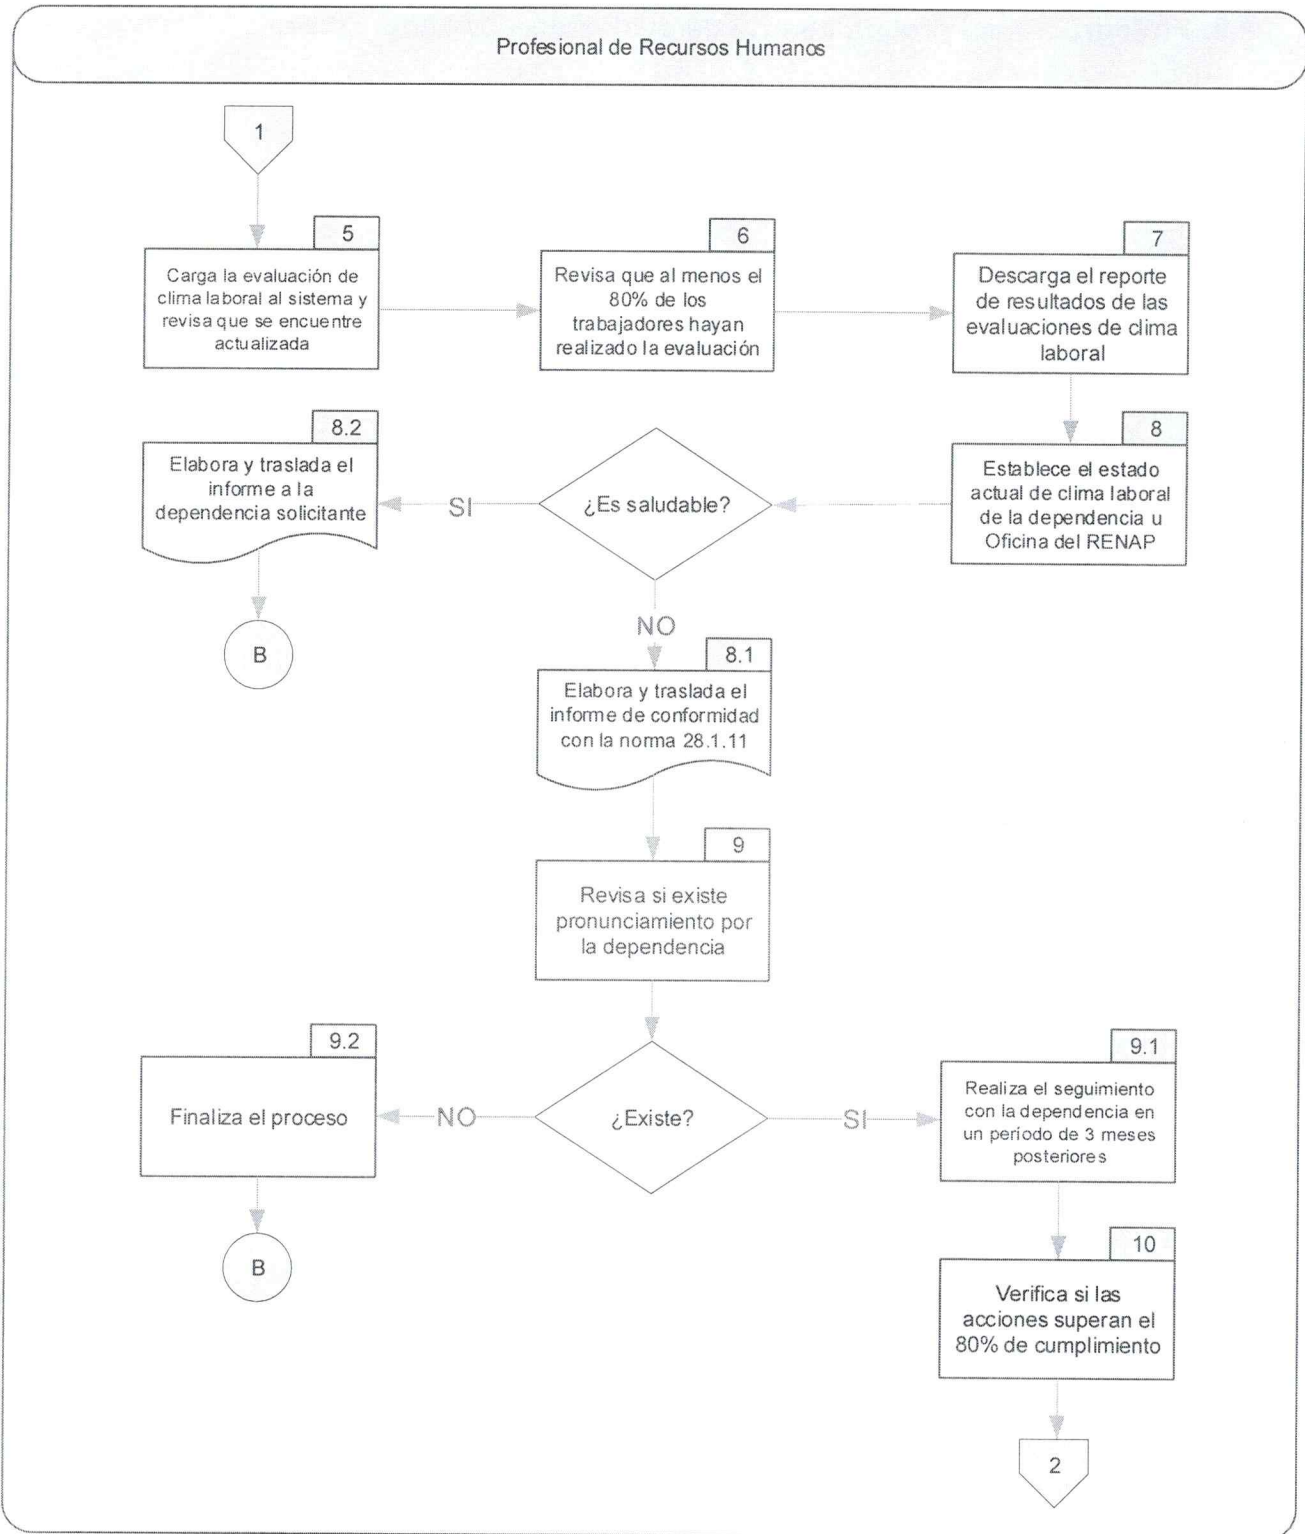 Profesional de Recursos Humanos
1
5
Carga la evaluación de
clima laboral al sistema y
revisa que se encuentre
actualizada
6
Revisa que al menos el
80% de los
trabajadores hayan
realizado la evaluación
7
Descarga el reporte
de resultados de las
evaluaciones de clima
laboral
8
Establece el estado
actual de clima laboral
de la dependencia u
Oficina del RENAP
¿Es saludable?
SI
8.2
Elabora y traslada el
informe a la
dependencia solicitante
B
NO
8.1
Elabora y traslada el
informe de conformidad
con la norma 28.1.11
9
Revisa si existe
pronunciamiento por
la dependencia
¿Existe?
NO
9.2
Finaliza el proceso
B
SI
9.1
Realiza el seguimiento
con la dependencia en
un periodo de 3 meses
posteriores
10
Verifica si las
acciones superan el
80% de cumplimiento
2